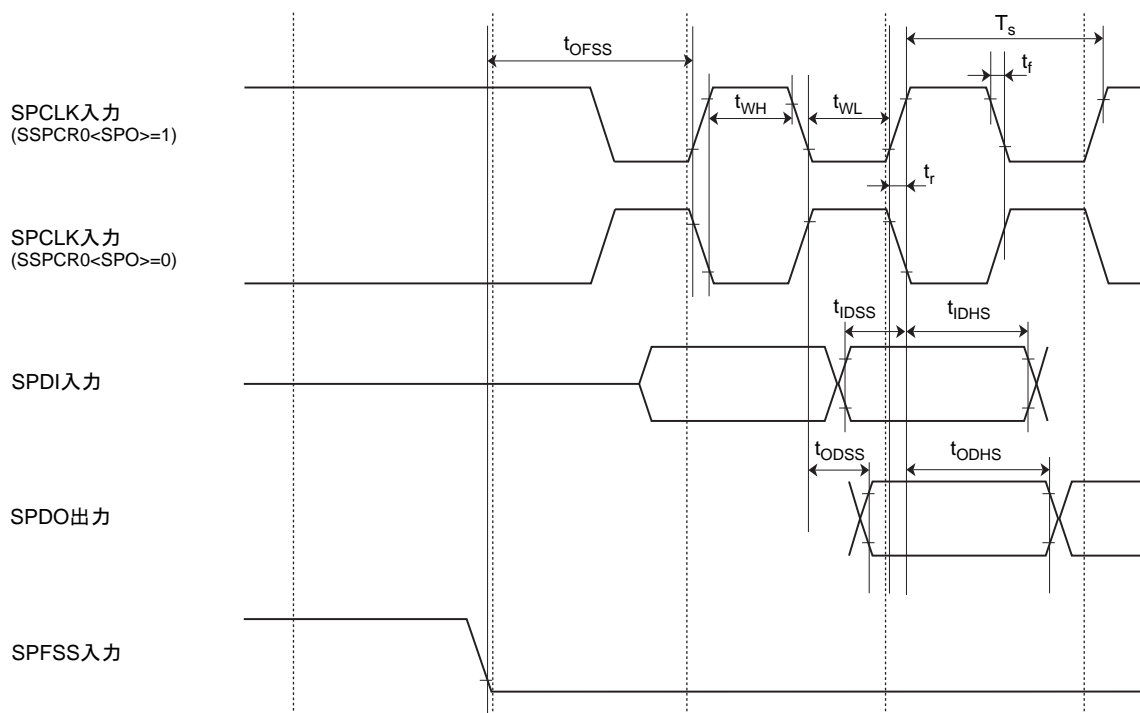 tOFSS
Ts
tf
SPCLK入力
(SSPCR0<SPO>=1)
tWH
tWL
tr
SPCLK入力
(SSPCR0<SPO>=0)
tIDSS
tIDHS
SPDI入力
tODSS
tODHS
SPDO出力
SPFSS入力